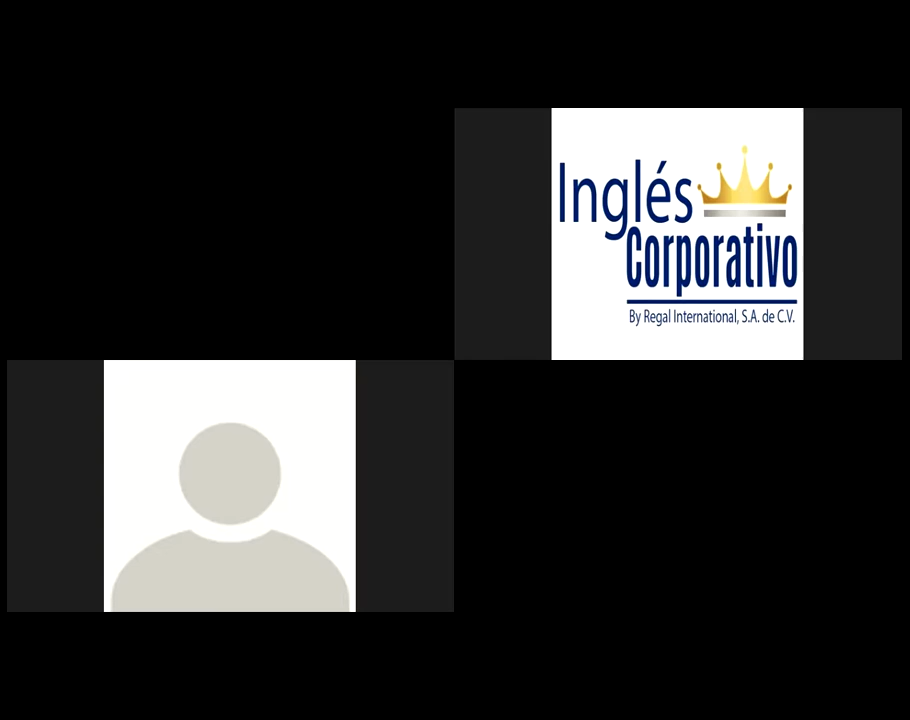 Inglés
Corporativo
By Regal International, S.A. de C.V.